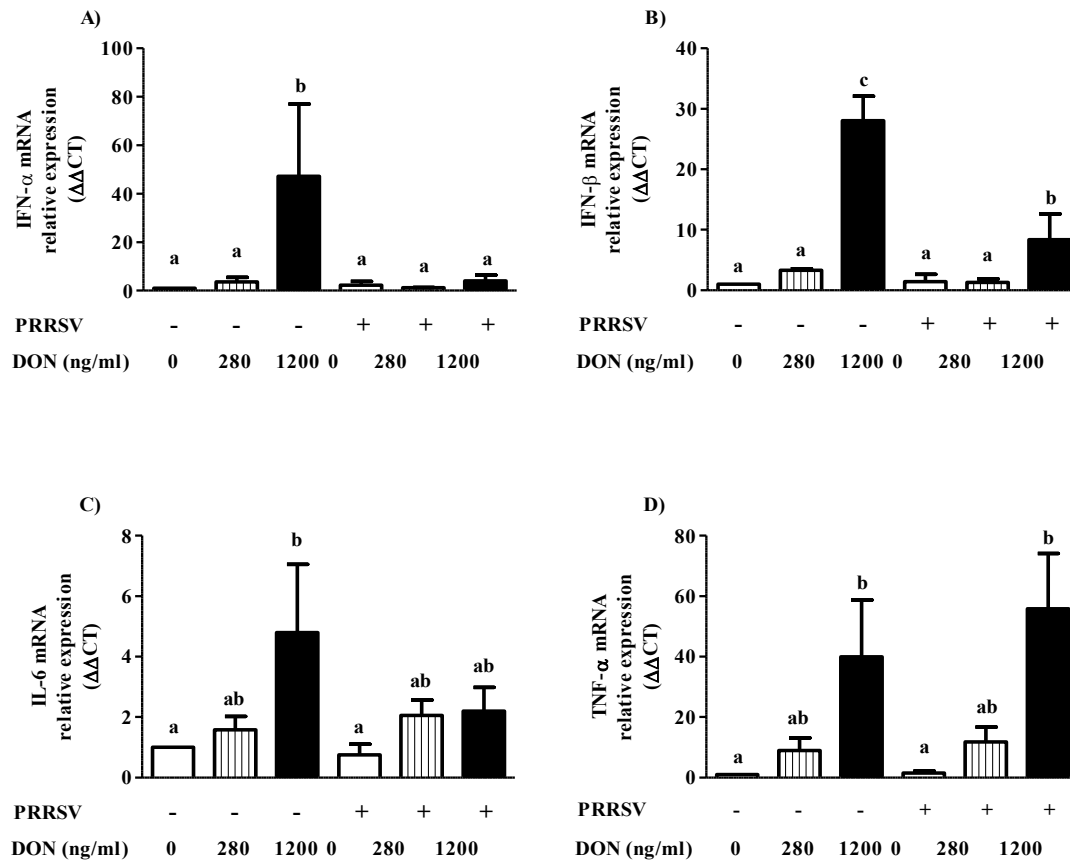 A)
IFN-α mRNA
relative expression
(ΔΔCT)
100
80
60
40
20
0
a
a
b
a
a
a
PRRSV - - - + + +
DON (ng/ml) 0 280 1200 0 280 1200
B)
IFN-β mRNA
relative expression
(ΔΔCT)
40
30
20
10
0
a
a
c
a
a
b
- - - + + +
0 280 1200 0 280 1200
C)
IL-6 mRNA
relative expression
(ΔΔCT)
8
6
4
2
0
a
ab
b
a
ab
ab
PRRSV - - - + + +
DON (ng/ml) 0 280 1200 0 280 1200
D)
TNF-α mRNA
relative expression
(ΔΔCT)
80
60
40
20
0
a
ab
b
a
ab
b
PRRSV - - - + + +
DON (ng/ml) 0 280 1200 0 280 1200